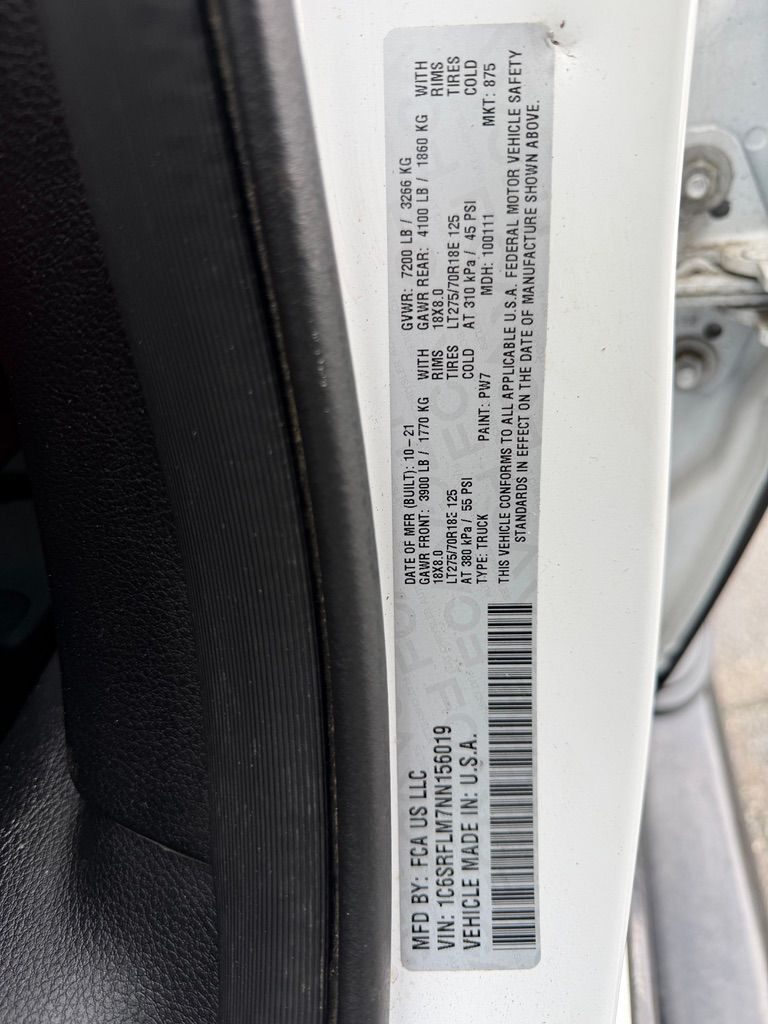 MFD BY: FCA US LLC
VIN: 1C6SRFLM7NN156019
VEHICLE MADE IN: U.S.A.
DATE OF MFR (BUILT): 10-21 GVWR: 7200 LB / 3266 KG
GAWR FRONT: 3900 LB / 1770 KG WITH GAWR REAR: 4100 LB / 1860 KG WITH
18X8.0 RIMS 18X8.0 RIMS
LT275/70R18E 125 TIRES LT275/70R18E 125 TIRES
AT 380 kPa / 55 PSI COLD AT 310 kPa / 45 PSI COLD
TYPE: TRUCK PAINT: PW7 MDH: 100111 MKT: 875
THIS VEHICLE CONFORMS TO ALL APPLICABLE U.S.A. FEDERAL MOTOR VEHICLE SAFETY
STANDARDS IN EFFECT ON THE DATE OF MANUFACTURE SHOWN ABOVE.